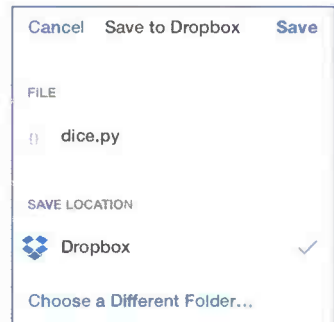 Cancel Save to Dropbox Save
FILE
{} dice.py
SAVE LOCATION
Dropbox
Choose a Different Folder...